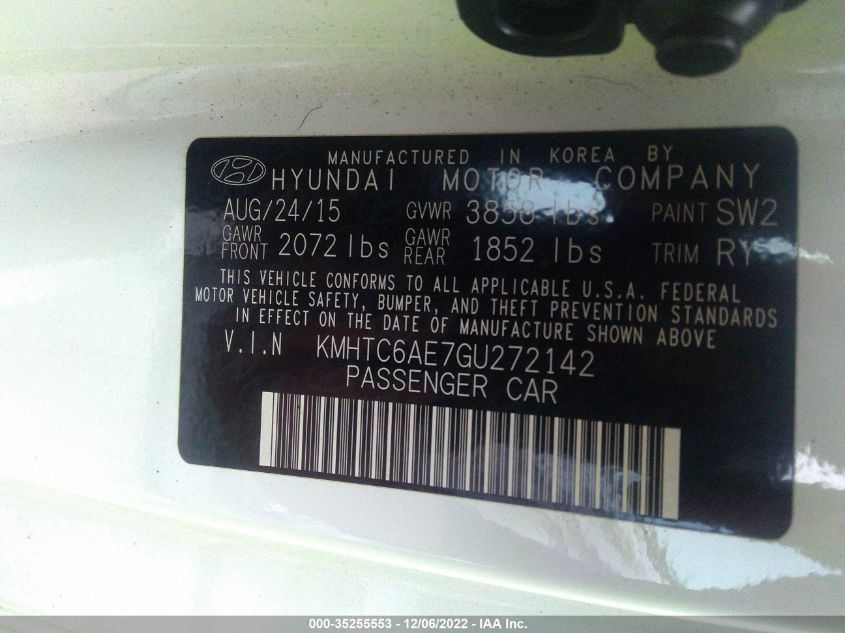 MANUFACTURED IN KOREA BY
HYUNDAI MOTOR COMPANY
AUG/24/15 GVWR 3858 lbs PAINT SW2
GAWR FRONT 2072 lbs GAWR REAR 1852 lbs TRIM RY
THIS VEHICLE CONFORMS TO ALL APPLICABLE U.S.A. FEDERAL
MOTOR VEHICLE SAFETY, BUMPER, AND THEFT PREVENTION STANDARDS
IN EFFECT ON THE DATE OF MANUFACTURE SHOWN ABOVE.
V.I.N KMHTC6AE7GU272142
PASSENGER CAR
000-35255553 - 12/06/2022 - IAA Inc.